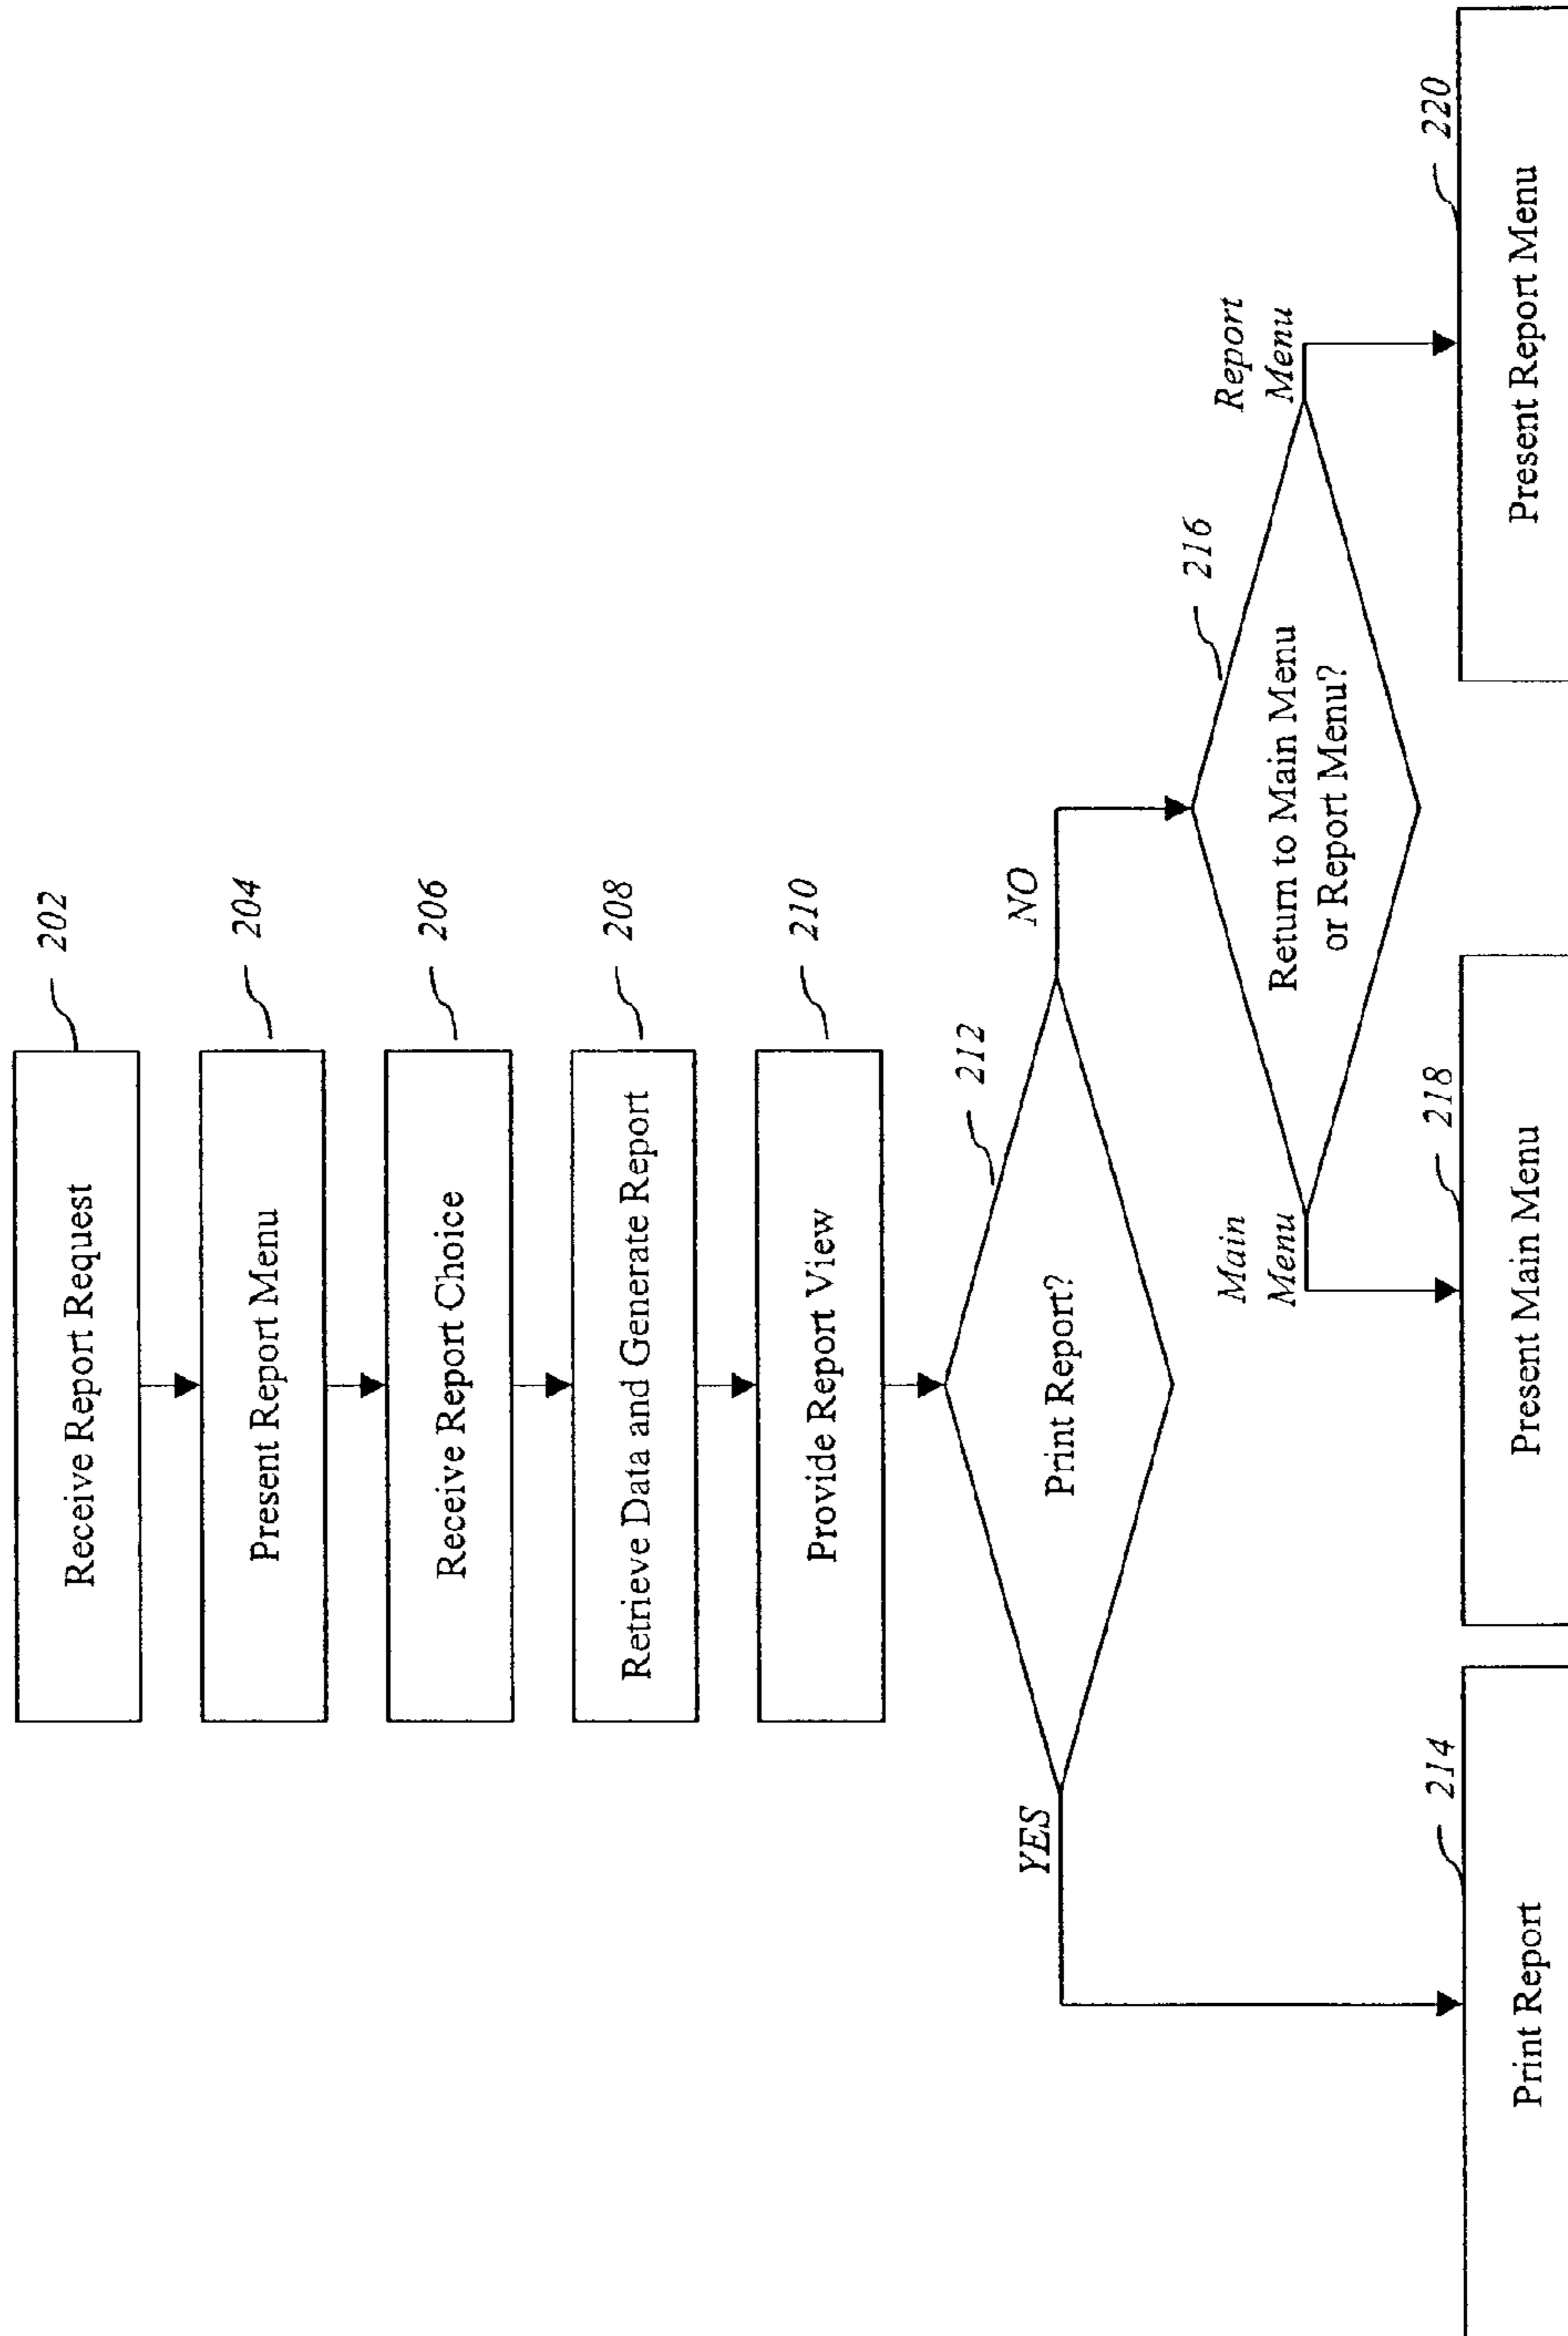 202
Receive Report Request
204
Present Report Menu
206
Receive Report Choice
208
Retrieve Data and Generate Report
210
Provide Report View
212
Print Report?
YES
NO
216
Return to Main Menu
or Report Menu?
Main
Menu
Report
Menu
214
Print Report
218
Present Main Menu
220
Present Report Menu